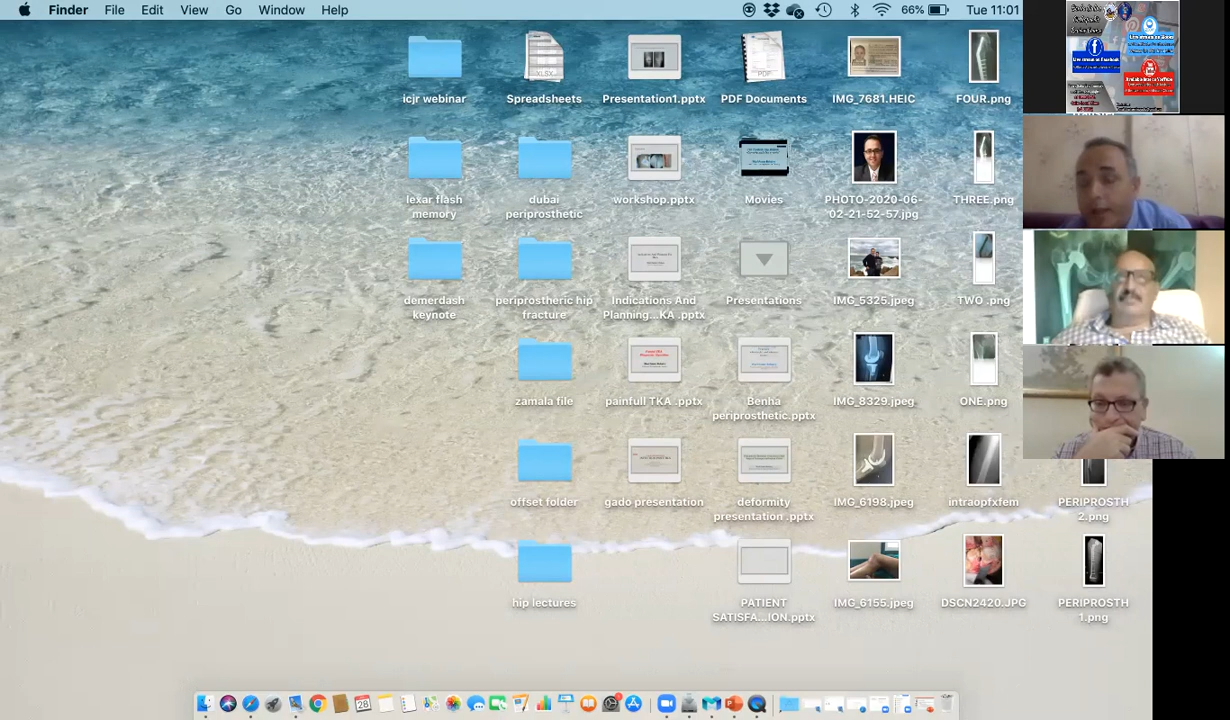 Finder File Edit View Go Window Help
66% Tue 11:01
icjr webinar
Spreadsheets
Presentation1.pptx
PDF Documents
IMG_7681.HEIC
FOUR.png
XLSX
PDF
lexar flash
memory
dubai
periprosthetic
workshop.pptx
Movies
PHOTO-2020-06-
02-21-52-57.jpg
THREE.png
demerdash
keynote
periprostheric hip
fracture
Indications And
Planning...KA .pptx
Presentations
IMG_5325.jpeg
TWO .png
zamala file
painfull TKA .pptx
Benha
periprosthetic.pptx
IMG_8329.jpeg
ONE.png
offset folder
gado presentation
deformity
presentation .pptx
IMG_6198.jpeg
intraopfxfem
PERIPROSTH
2.png
hip lectures
PATIENT
SATISFA...ION.pptx
IMG_6155.jpeg
DSCN2420.JPG
PERIPROSTH
1.png
28